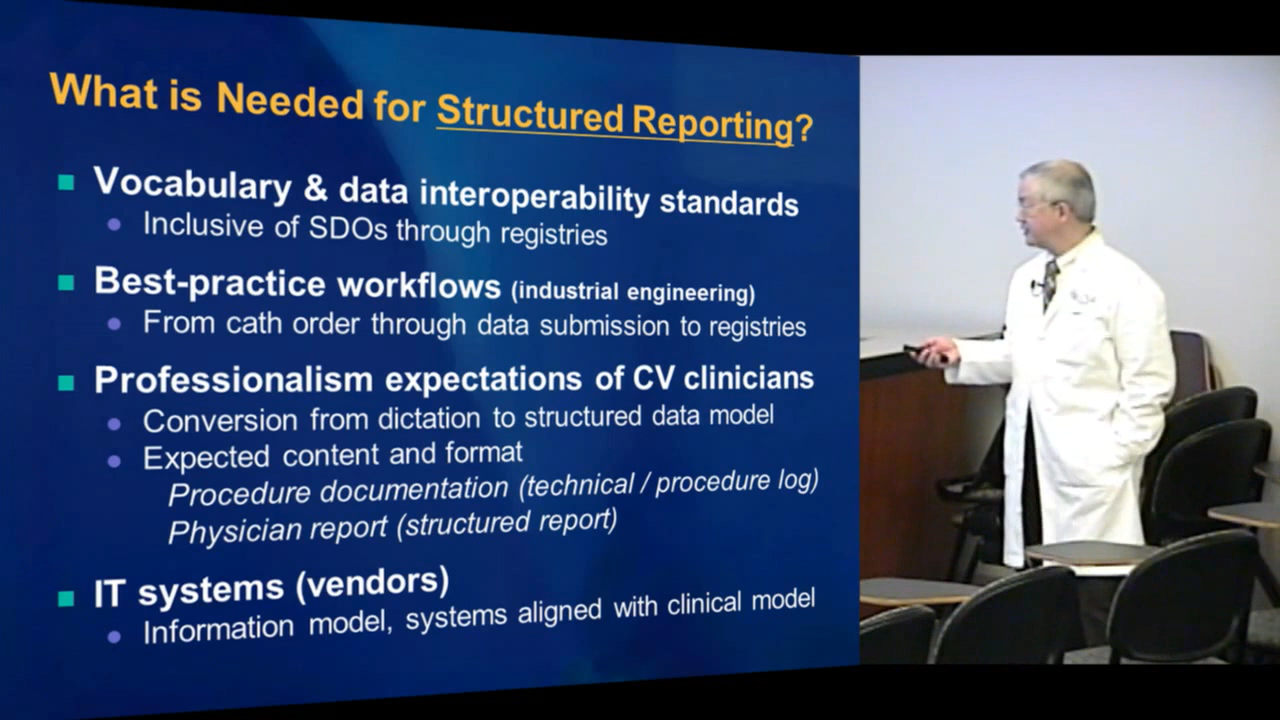 What is Needed for Structured Reporting?
Vocabulary & data interoperability standards
Inclusive of SDOs through registries
Best-practice workflows (industrial engineering)
From cath order through data submission to registries
Professionalism expectations of CV clinicians
Conversion from dictation to structured data model
Expected content and format
Procedure documentation (technical / procedure log)
Physician report (structured report)
IT systems (vendors)
Information model, systems aligned with clinical model